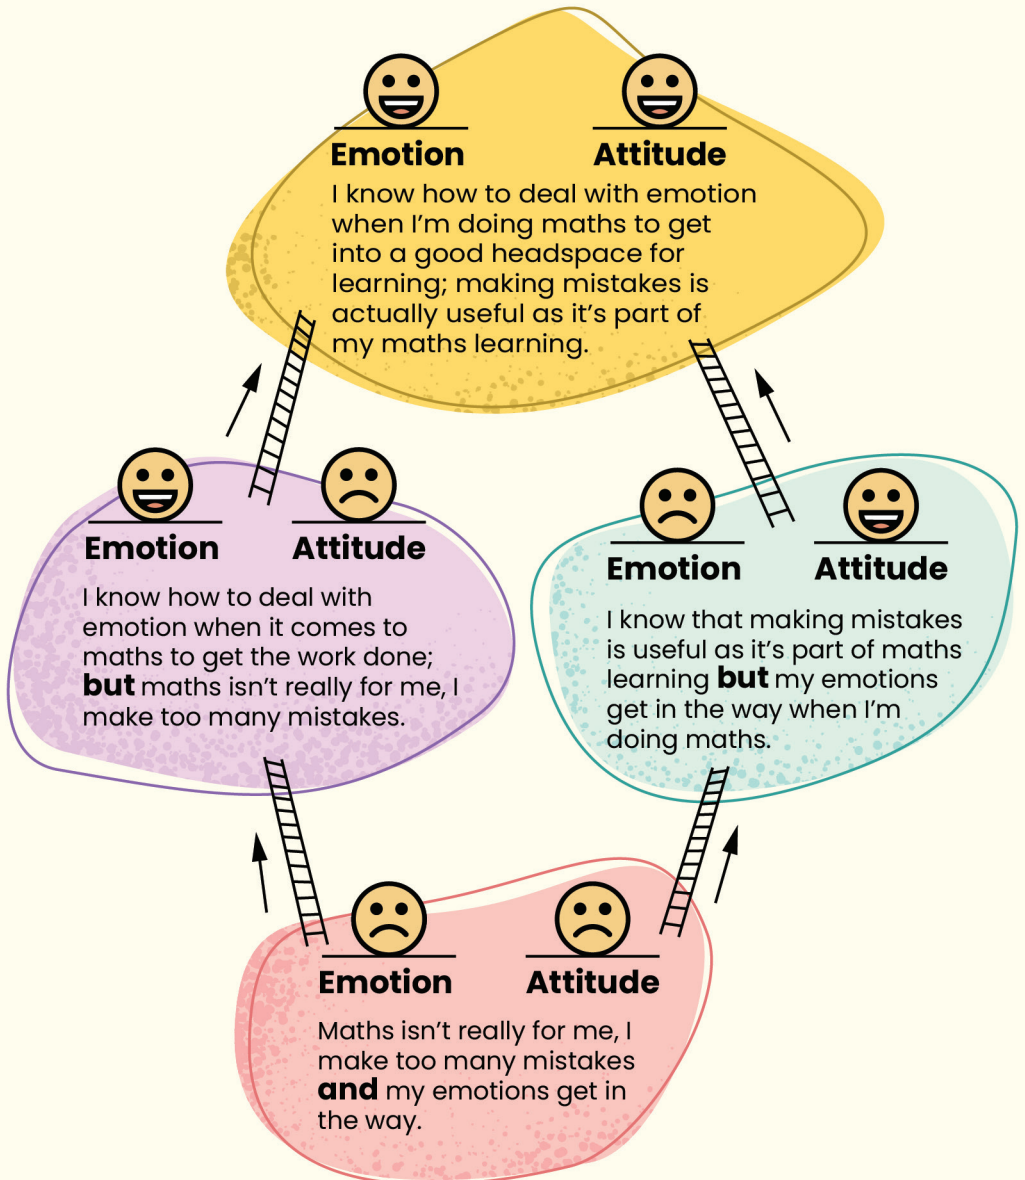 Emotion
Attitude
I know how to deal with emotion
when I’m doing maths to get
into a good headspace for
learning; making mistakes is
actually useful as it’s part of
my maths learning.
Emotion
Attitude
I know how to deal with
emotion when it comes to
maths to get the work done;
but maths isn’t really for me, I
make too many mistakes.
Emotion
Attitude
I know that making mistakes
is useful as it’s part of maths
learning but my emotions
get in the way when I’m
doing maths.
Emotion
Attitude
Maths isn’t really for me, I
make too many mistakes
and my emotions get in
the way.